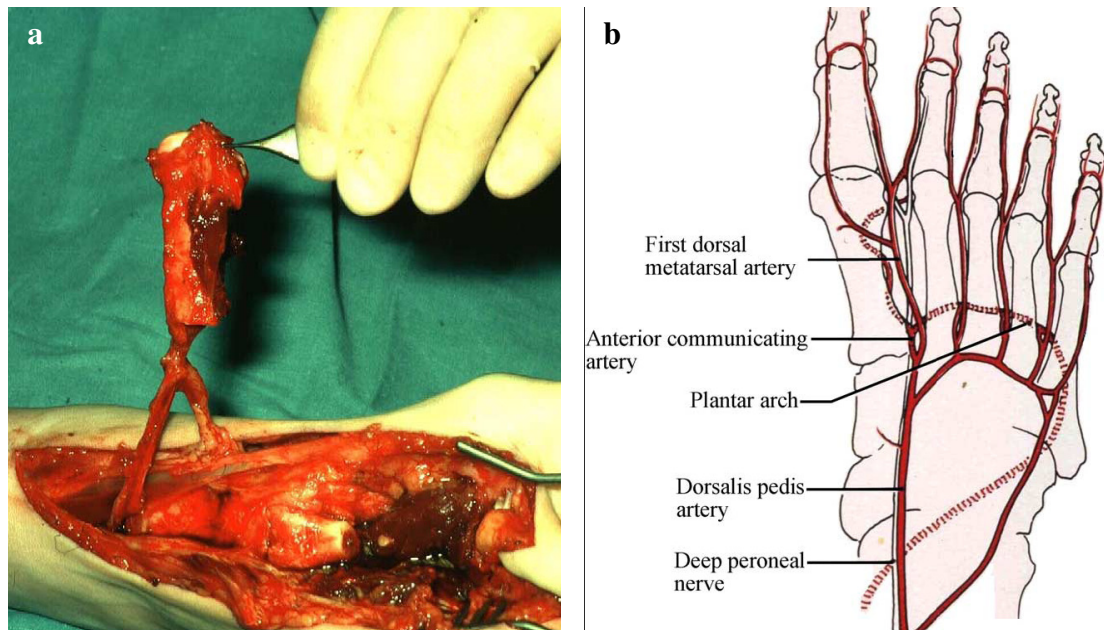 a
b
First dorsal
metatarsal artery
Anterior communicating
artery
Plantar arch
Dorsalis pedis
artery
Deep peroneal
nerve